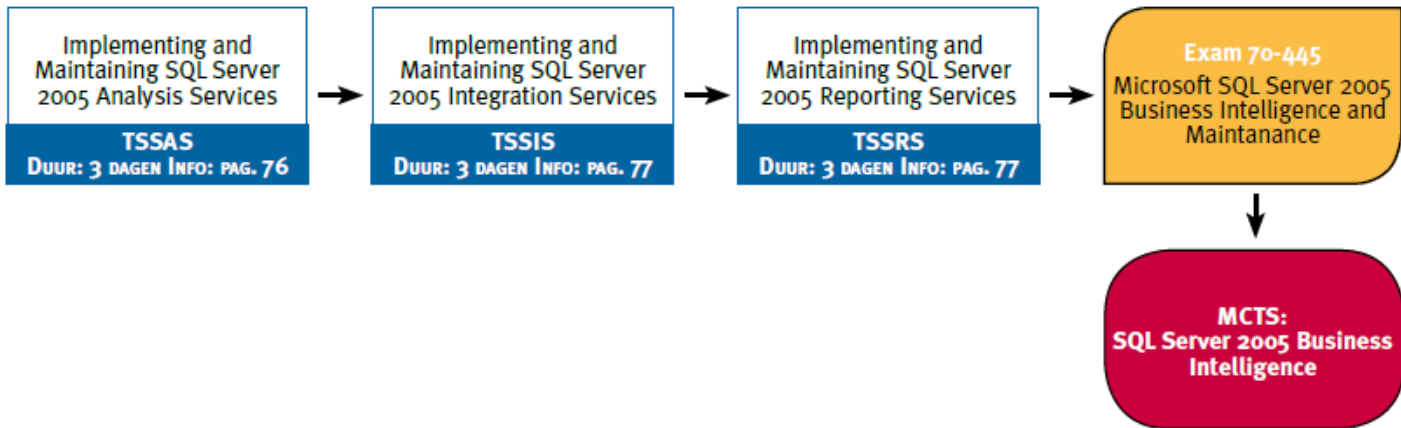 Implementing and
Maintaining SQL Server
2005 Analysis Services
TSSAS
DUUR: 3 DAGEN INFO: PAG. 76
Implementing and
Maintaining SQL Server
2005 Integration Services
TSSIS
DUUR: 3 DAGEN INFO: PAG. 77
Implementing and
Maintaining SQL Server
2005 Reporting Services
TSSRS
DUUR: 3 DAGEN INFO: PAG. 77
Exam 70-445
Microsoft SQL Server 2005
Business Intelligence and
Maintanance
MCTS:
SQL Server 2005 Business
Intelligence